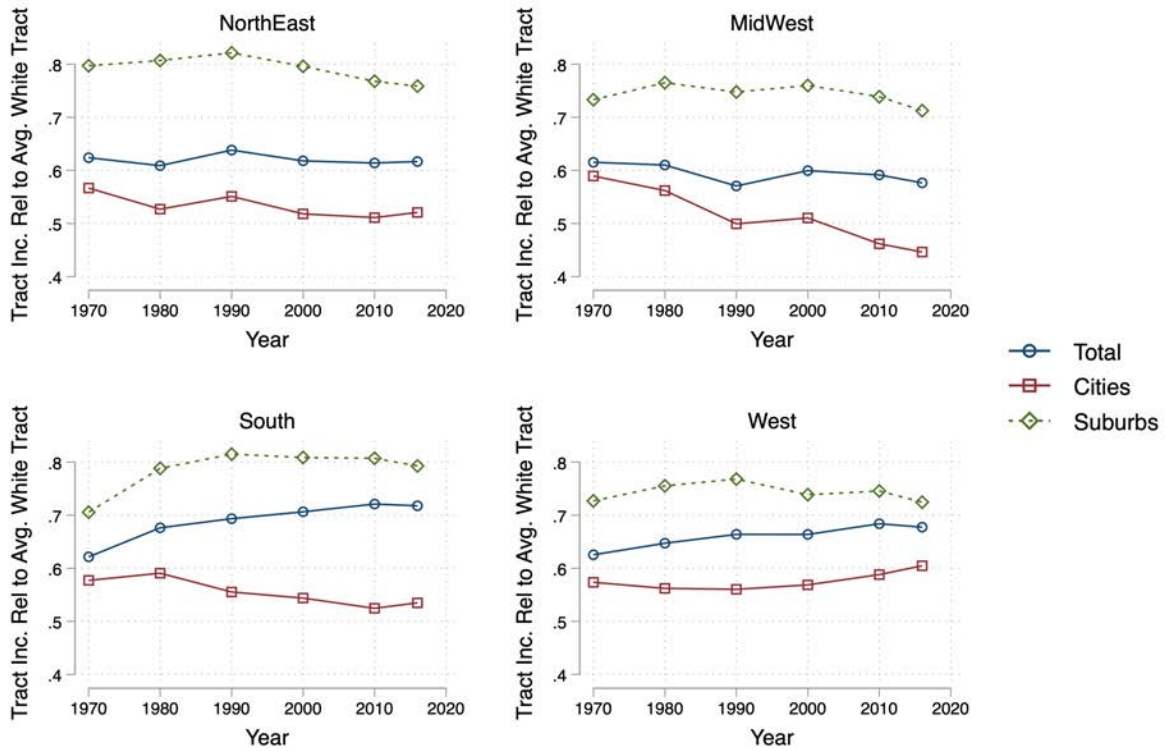 NorthEast
Tract Inc. Rel to Avg. White Tract
.8
.7
.6
.5
.4
1970 1980 1990 2000 2010 2020
Year
MidWest
Tract Inc. Rel to Avg. White Tract
.8
.7
.6
.5
.4
1970 1980 1990 2000 2010 2020
Year
Total
Cities
Suburbs
South
Tract Inc. Rel to Avg. White Tract
.8
.7
.6
.5
.4
1970 1980 1990 2000 2010 2020
Year
West
Tract Inc. Rel to Avg. White Tract
.8
.7
.6
.5
.4
1970 1980 1990 2000 2010 2020
Year